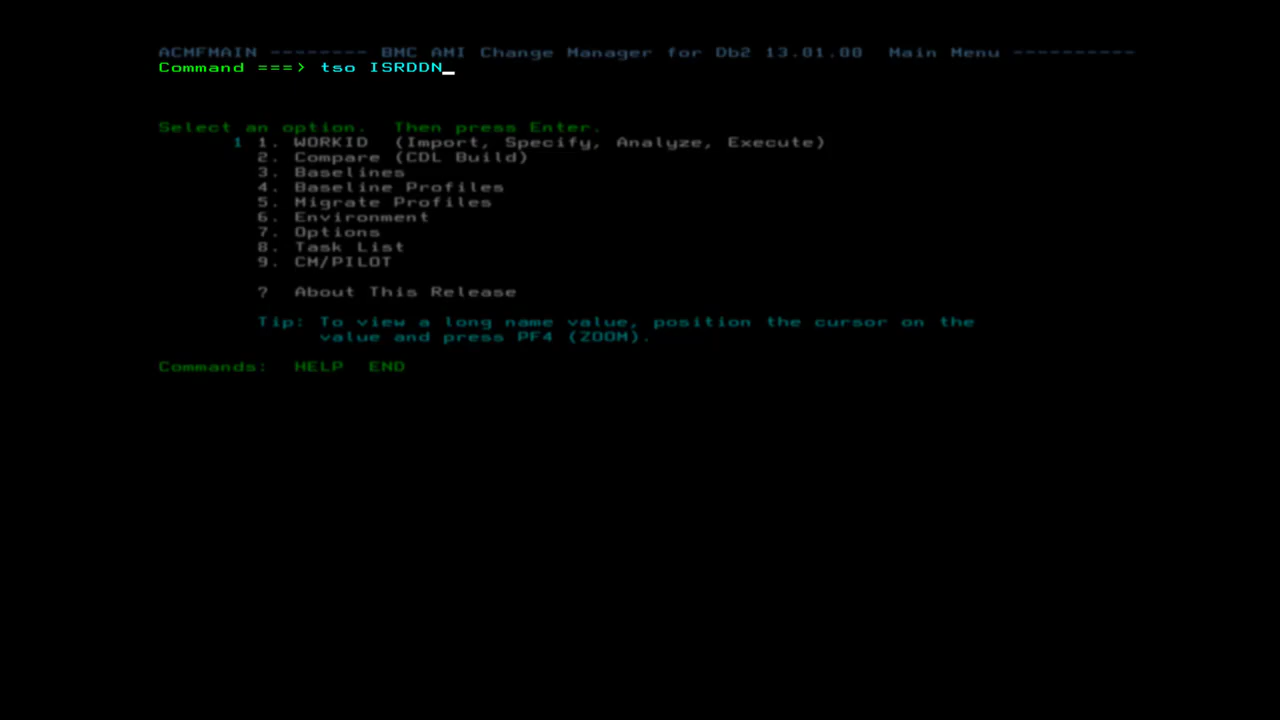 ACMFMAIN -------- BMC AMI Change Manager for Db2 13.01.00  Main Menu ----------
Command ===> tso ISRDDN_
Select an option.  Then press Enter.
1 1. WORKID  (Import, Specify, Analyze, Execute)
2. Compare (CDL Build)
3. Baselines
4. Baseline Profiles
5. Migrate Profiles
6. Environment
7. Options
8. Task List
9. CM/PILOT
?  About This Release
Tip: To view a long name value, position the cursor on the
value and press PF4 (ZOOM).
Commands:  HELP  END